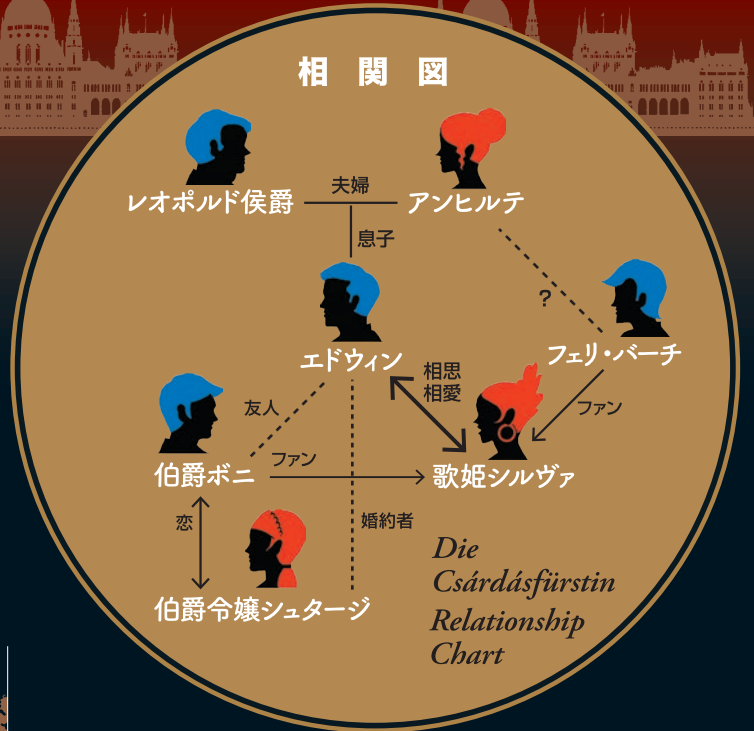 相関図
レオポルド侯爵
夫婦
アンヒルテ
息子
?
エドウィン
フェリ・バーチ
相思
相愛
友人
ファン
ファン
伯爵ボニ
歌姫シルヴァ
恋
婚約者
伯爵令嬢シュタージ
Die
Csárdásfürstin
Relationship
Chart